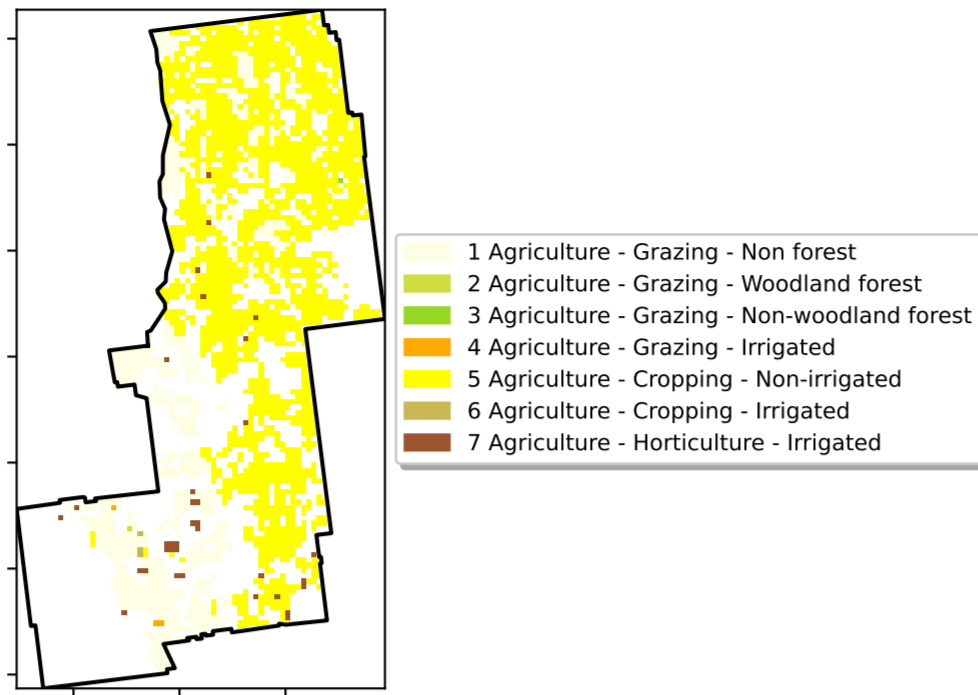 1 Agriculture - Grazing - Non forest
2 Agriculture - Grazing - Woodland forest
3 Agriculture - Grazing - Non-woodland forest
4 Agriculture - Grazing - Irrigated
5 Agriculture - Cropping - Non-irrigated
6 Agriculture - Cropping - Irrigated
7 Agriculture - Horticulture - Irrigated